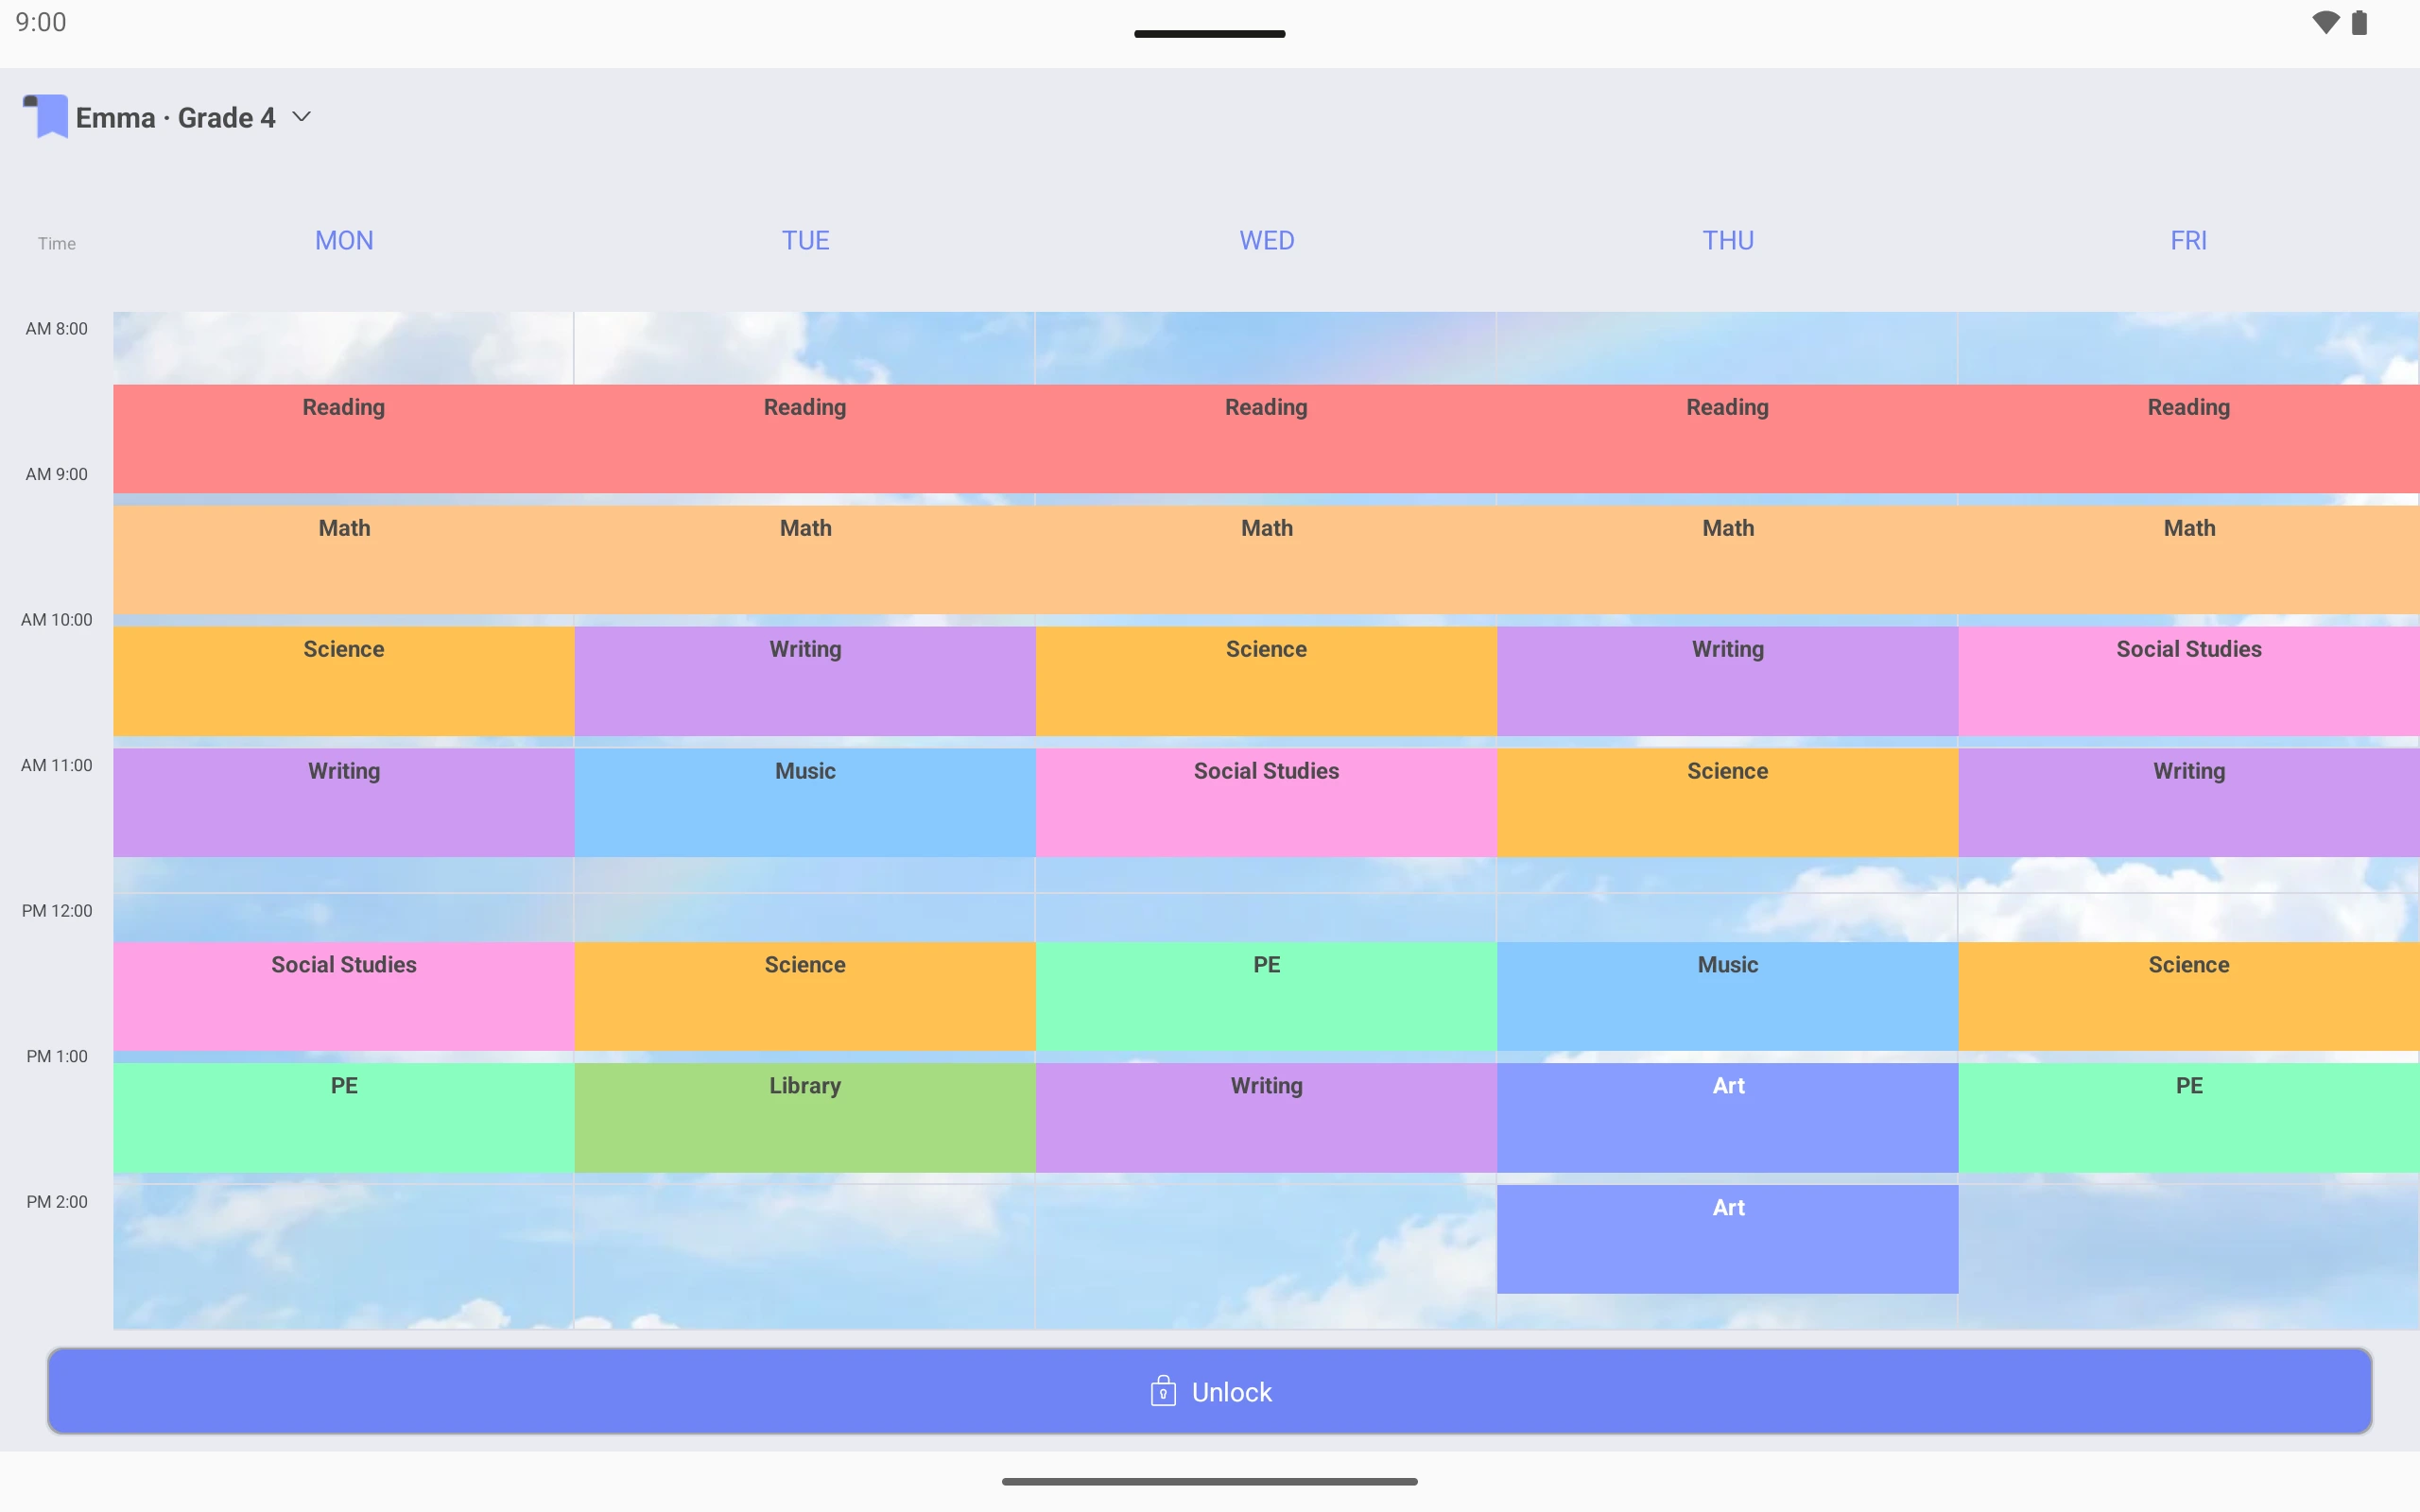 9:00
Emma · Grade 4
Time MON TUE WED THU FRI
AM 8:00
Reading Reading Reading Reading Reading
AM 9:00
Math Math Math Math Math
AM 10:00
Science Writing Science Writing Social Studies
AM 11:00
Writing Music Social Studies Science Writing
PM 12:00
Social Studies Science PE Music Science
PM 1:00
PE Library Writing Art PE
PM 2:00
Art
Unlock